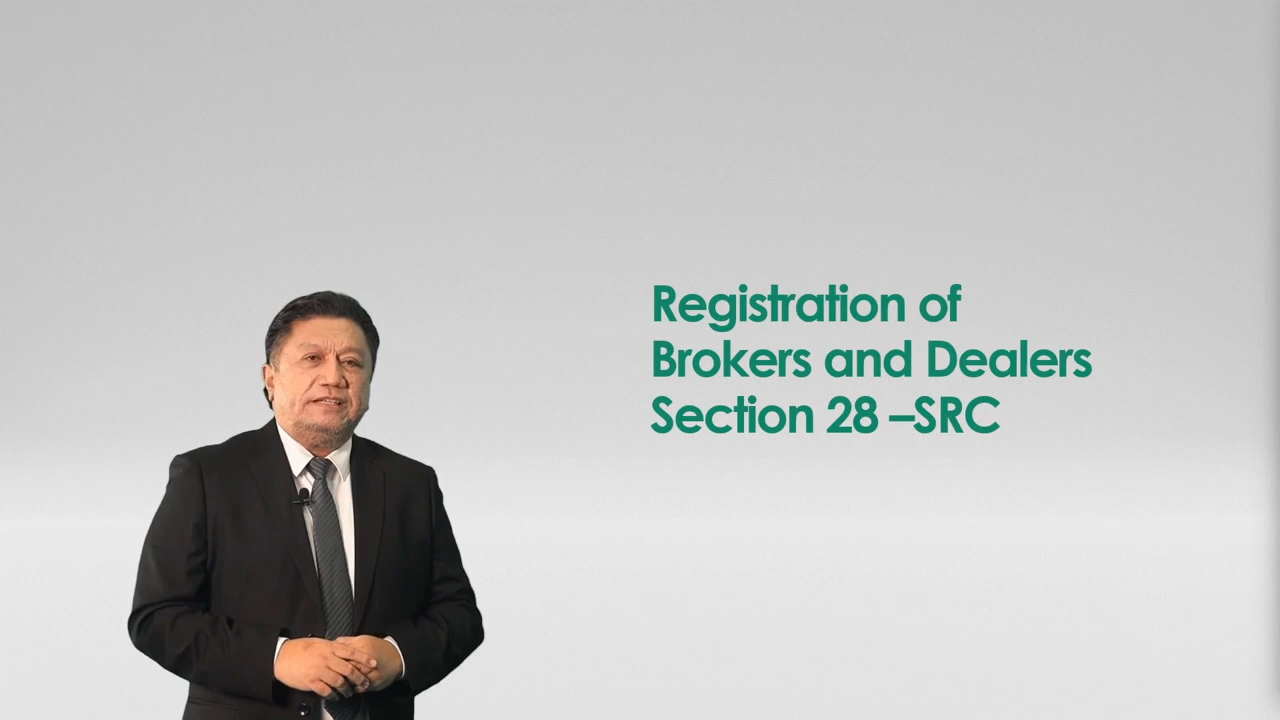 Registration of
Brokers and Dealers
Section 28 –SRC